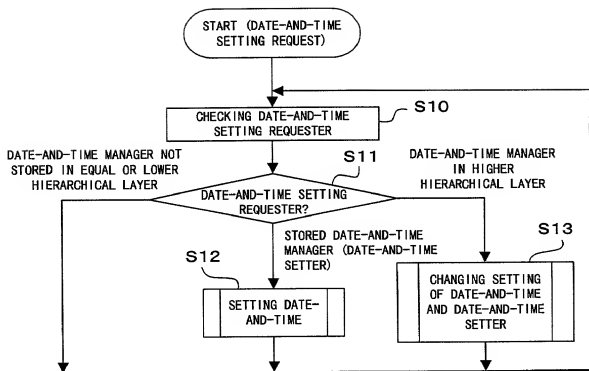 START (DATE-AND-TIME
SETTING REQUEST)
CHECKING DATE-AND-TIME
SETTING REQUESTER
S10
DATE-AND-TIME MANAGER NOT
STORED IN EQUAL OR LOWER
HIERARCHICAL LAYER
S11
DATE-AND-TIME MANAGER
IN HIGHER
HIERARCHICAL LAYER
DATE-AND-TIME SETTING
REQUESTER?
STORED DATE-AND-TIME
MANAGER (DATE-AND-TIME
SETTER)
S12
SETTING DATE-
AND-TIME
S13
CHANGING SETTING
OF DATE-AND-TIME
AND DATE-AND-TIME
SETTER